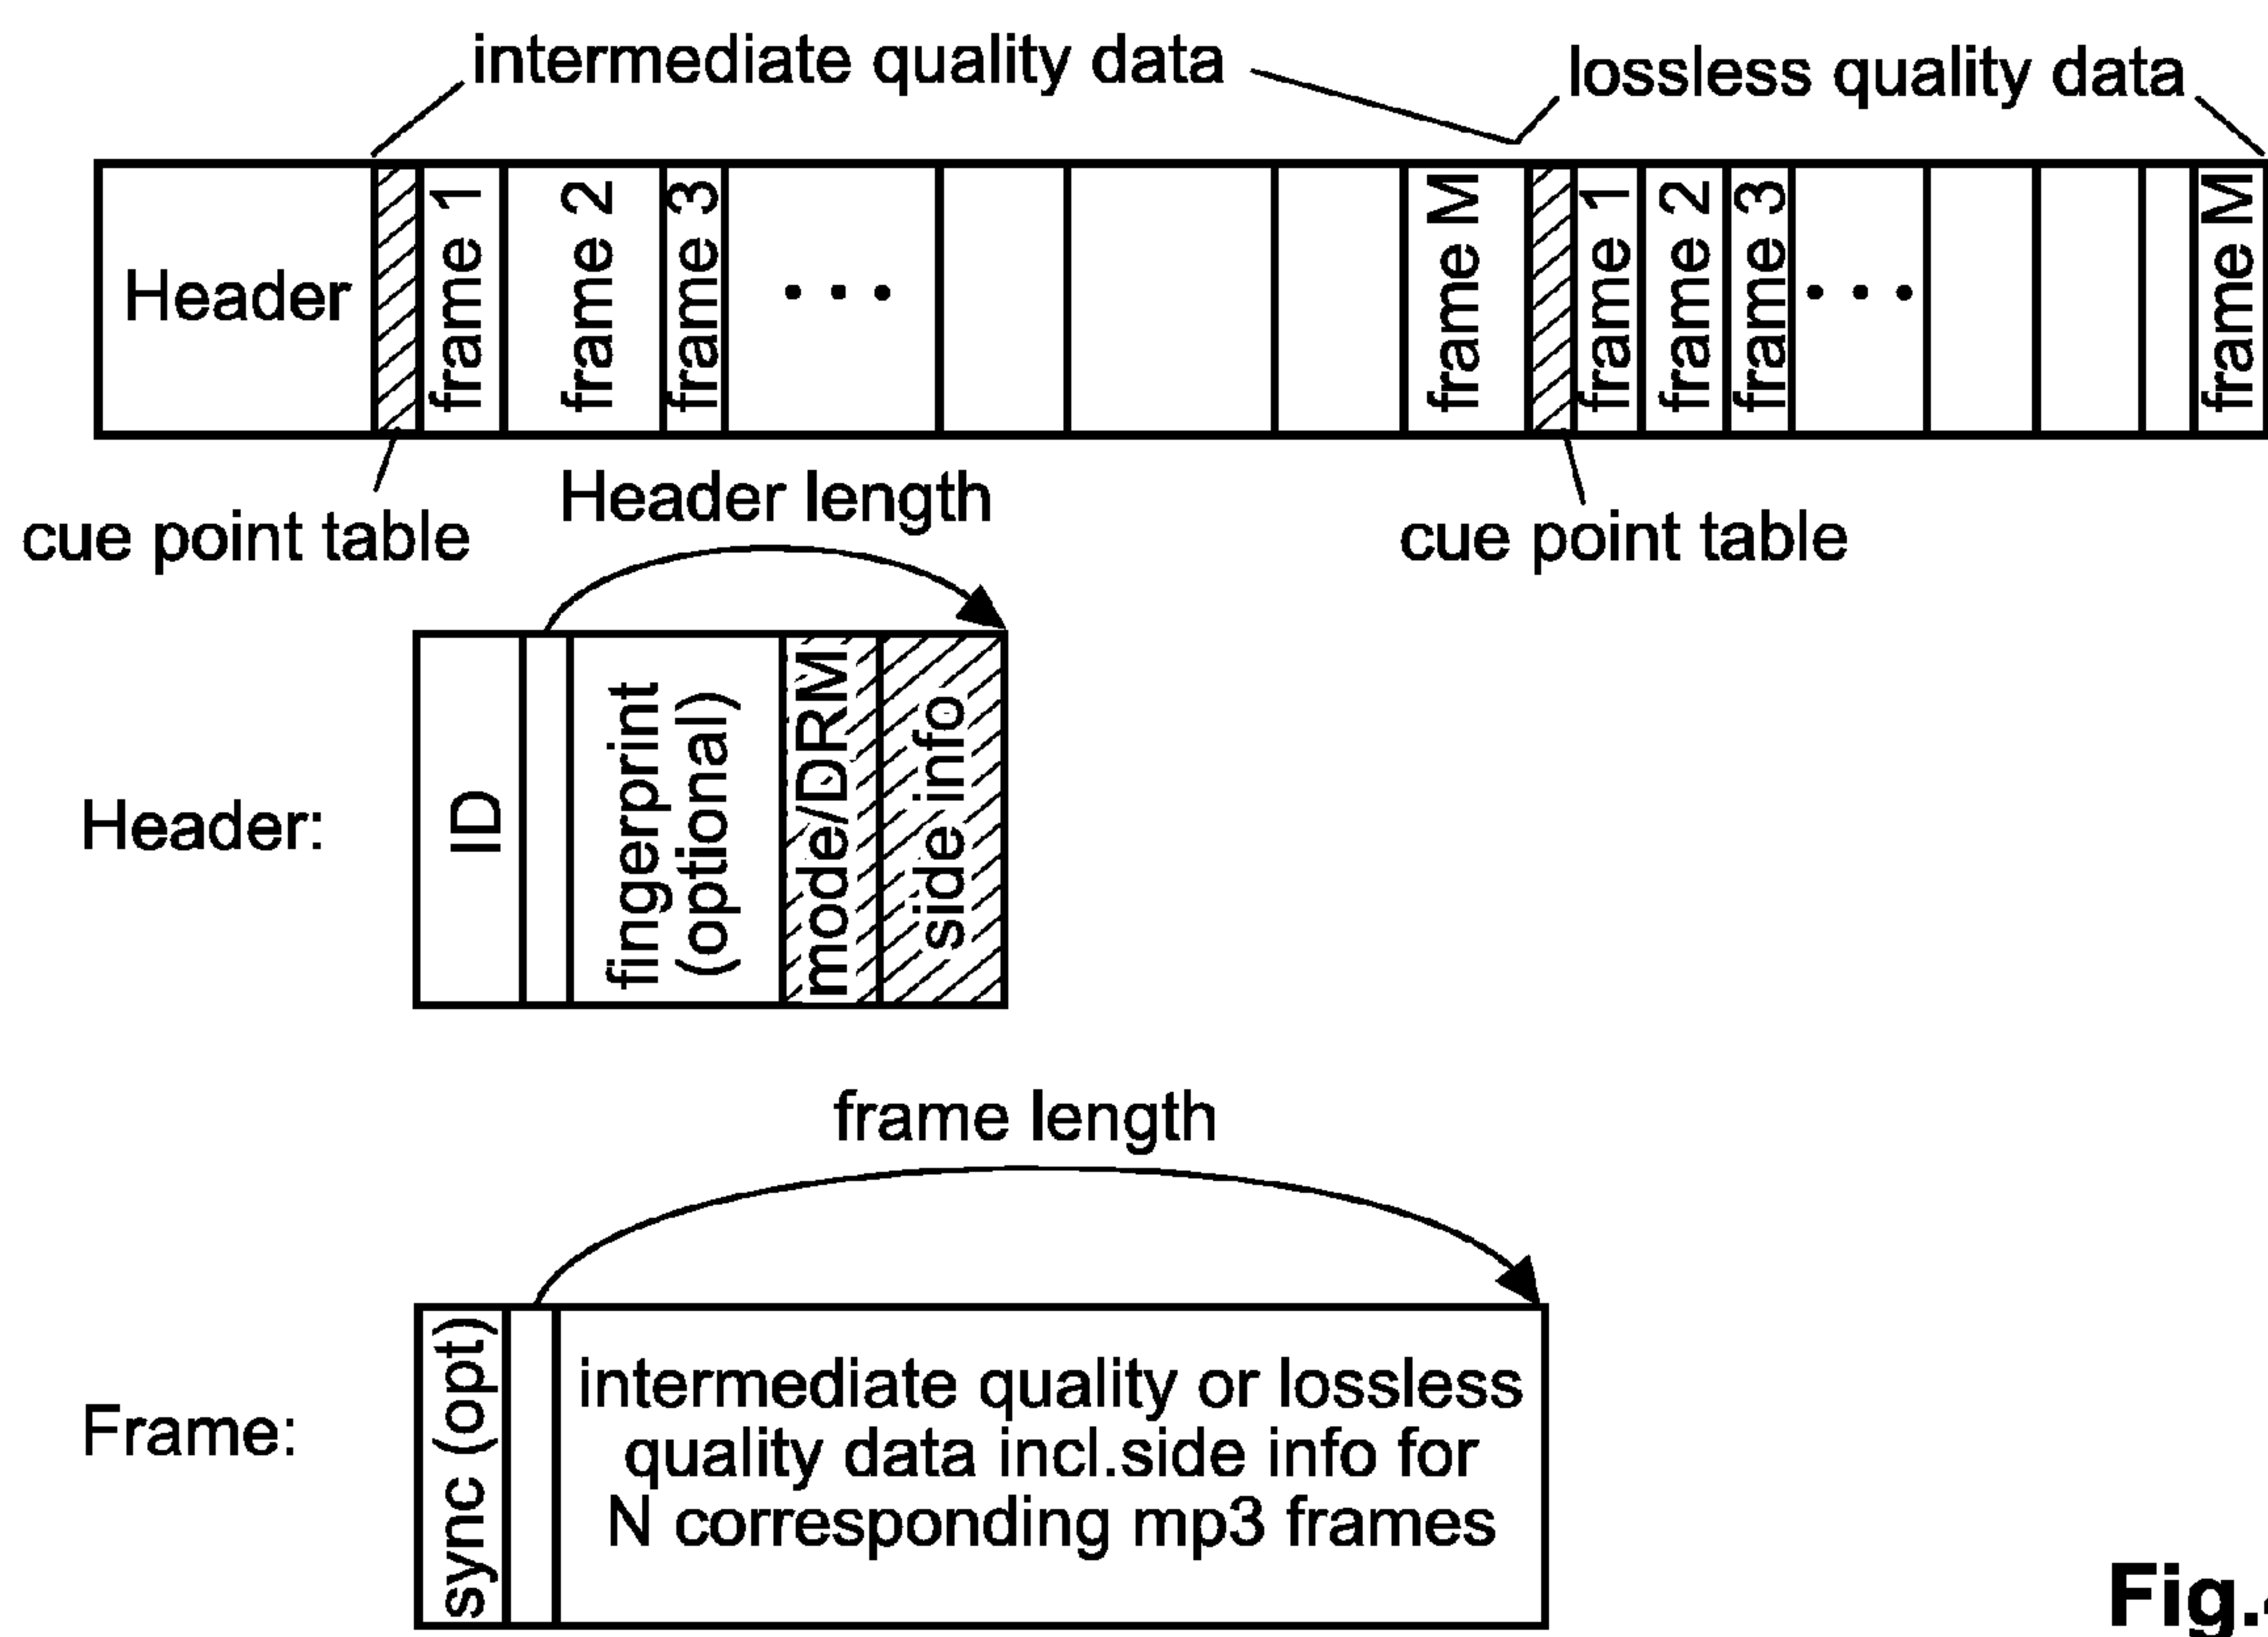 intermediate quality data
lossless quality data
Header
frame 1
frame 2
frame 3
• • •
frame M
frame 1
frame 2
frame 3
• • •
frame M
cue point table
Header length
cue point table
Header:
ID
fingerprint
(optional)
mode/DRM
side info
frame length
Frame:
sync (opt)
intermediate quality or lossless
quality data incl.side info for
N corresponding mp3 frames
Fig.